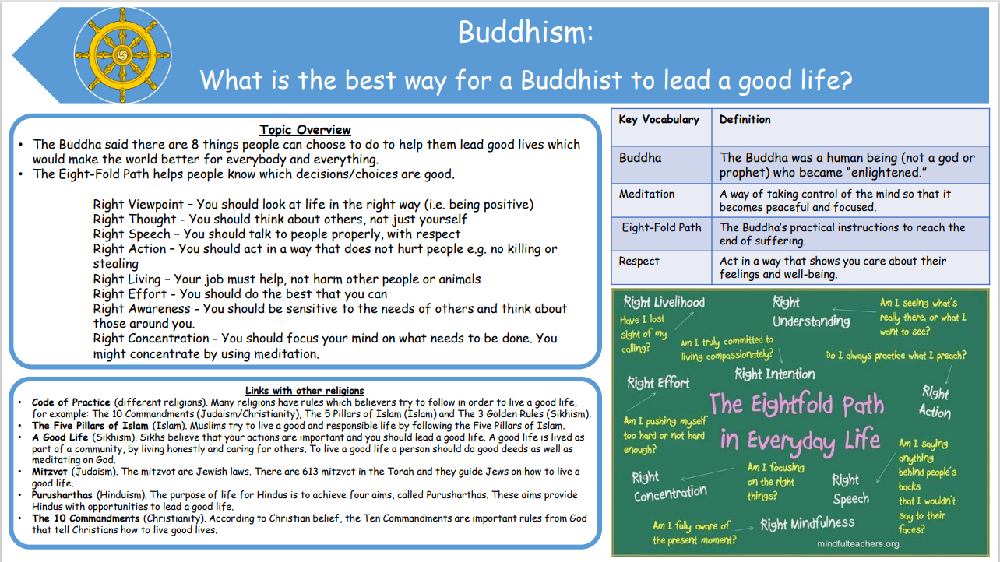 Buddhism:
What is the best way for a Buddhist to lead a good life?
Topic Overview
• The Buddha said there are 8 things people can choose to do to help them lead good lives which
would make the world better for everybody and everything.
• The Eight-Fold Path helps people know which decisions/choices are good.
Right Viewpoint – You should look at life in the right way (i.e. being positive)
Right Thought – You should think about others, not just yourself
Right Speech – You should talk to people properly, with respect
Right Action – You should act in a way that does not hurt people e.g. no killing or
stealing
Right Living – Your job must help, not harm other people or animals
Right Effort - You should do the best that you can
Right Awareness - You should be sensitive to the needs of others and think about
those around you.
Right Concentration - You should focus your mind on what needs to be done. You
might concentrate by using meditation.
Links with other religions
• Code of Practice (different religions). Many religions have rules which believers try to follow in order to live a good life,
for example: The 10 Commandments (Judaism/Christianity), The 5 Pillars of Islam (Islam) and The 3 Golden Rules (Sikhism).
• The Five Pillars of Islam (Islam). Muslims try to live a good and responsible life by following the Five Pillars of Islam.
• A Good Life (Sikhism). Sikhs believe that your actions are important and you should lead a good life. A good life is lived as
part of a community, by living honestly and caring for others. To live a good life a person should do good deeds as well as
meditating on God.
• Mitzvot (Judaism). The mitzvot are Jewish laws. There are 613 mitzvot in the Torah and they guide Jews on how to live a
good life.
• Purusharthas (Hinduism). The purpose of life for Hindus is to achieve four aims, called Purusharthas. These aims provide
Hindus with opportunities to lead a good life.
• The 10 Commandments (Christianity). According to Christian belief, the Ten Commandments are important rules from God
that tell Christians how to live good lives.
Key Vocabulary Definition
Buddha The Buddha was a human being (not a god or
prophet) who became “enlightened.”
Meditation A way of taking control of the mind so that it
becomes peaceful and focused.
Eight-Fold Path The Buddha’s practical instructions to reach the
end of suffering.
Respect Act in a way that shows you care about their
feelings and well-being.
Right Livelihood
Have I lost
sight of my
calling?
Right
Understanding
Am I seeing what's
really there, or what I
want to see?
Am I truly committed to
living compassionately?
Right Intention
Do I always practice what I preach?
Right
Action
Right Effort
Am I pushing myself
too hard or not hard
enough?
The Eightfold Path
in Everyday Life
Right
Concentration
Am I focusing
on the right
things?
Right
Speech
Am I saying
anything
behind people's
backs
that I wouldn't
say to their
faces?
Am I fully aware of
the present moment?
Right Mindfulness
mindfulteachers.org